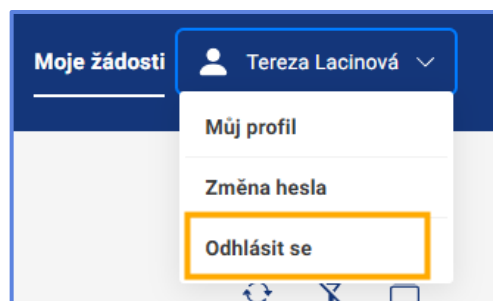 Moje žádosti
Tereza Lacinová
Můj profil
Změna hesla
Odhlásit se